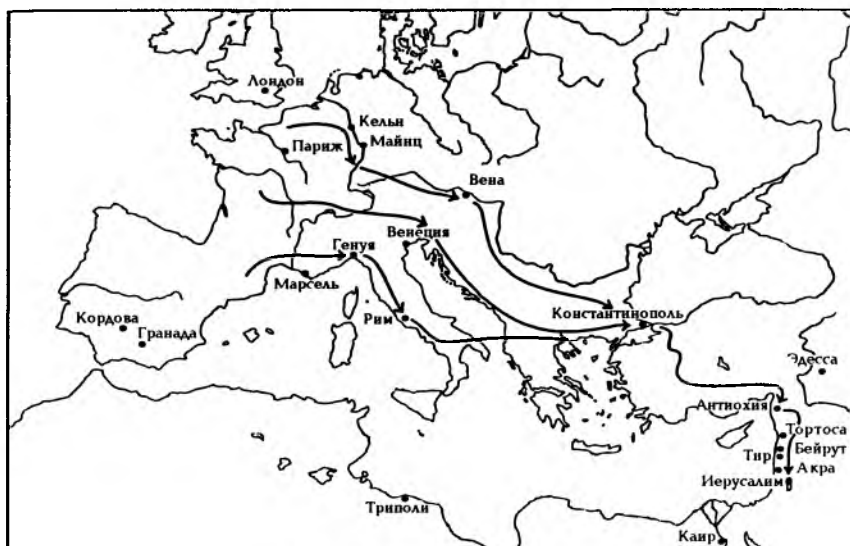 Лондон
Кельн
Майнц
Париж
Вена
Венеция
Генуя
Марсель
Константинополь
Кордова
Гранада
Рим
Эдесса
Антиохия
Тортоса
Бейрут
Тир
Акра
Иерусалим
Триполи
Каир